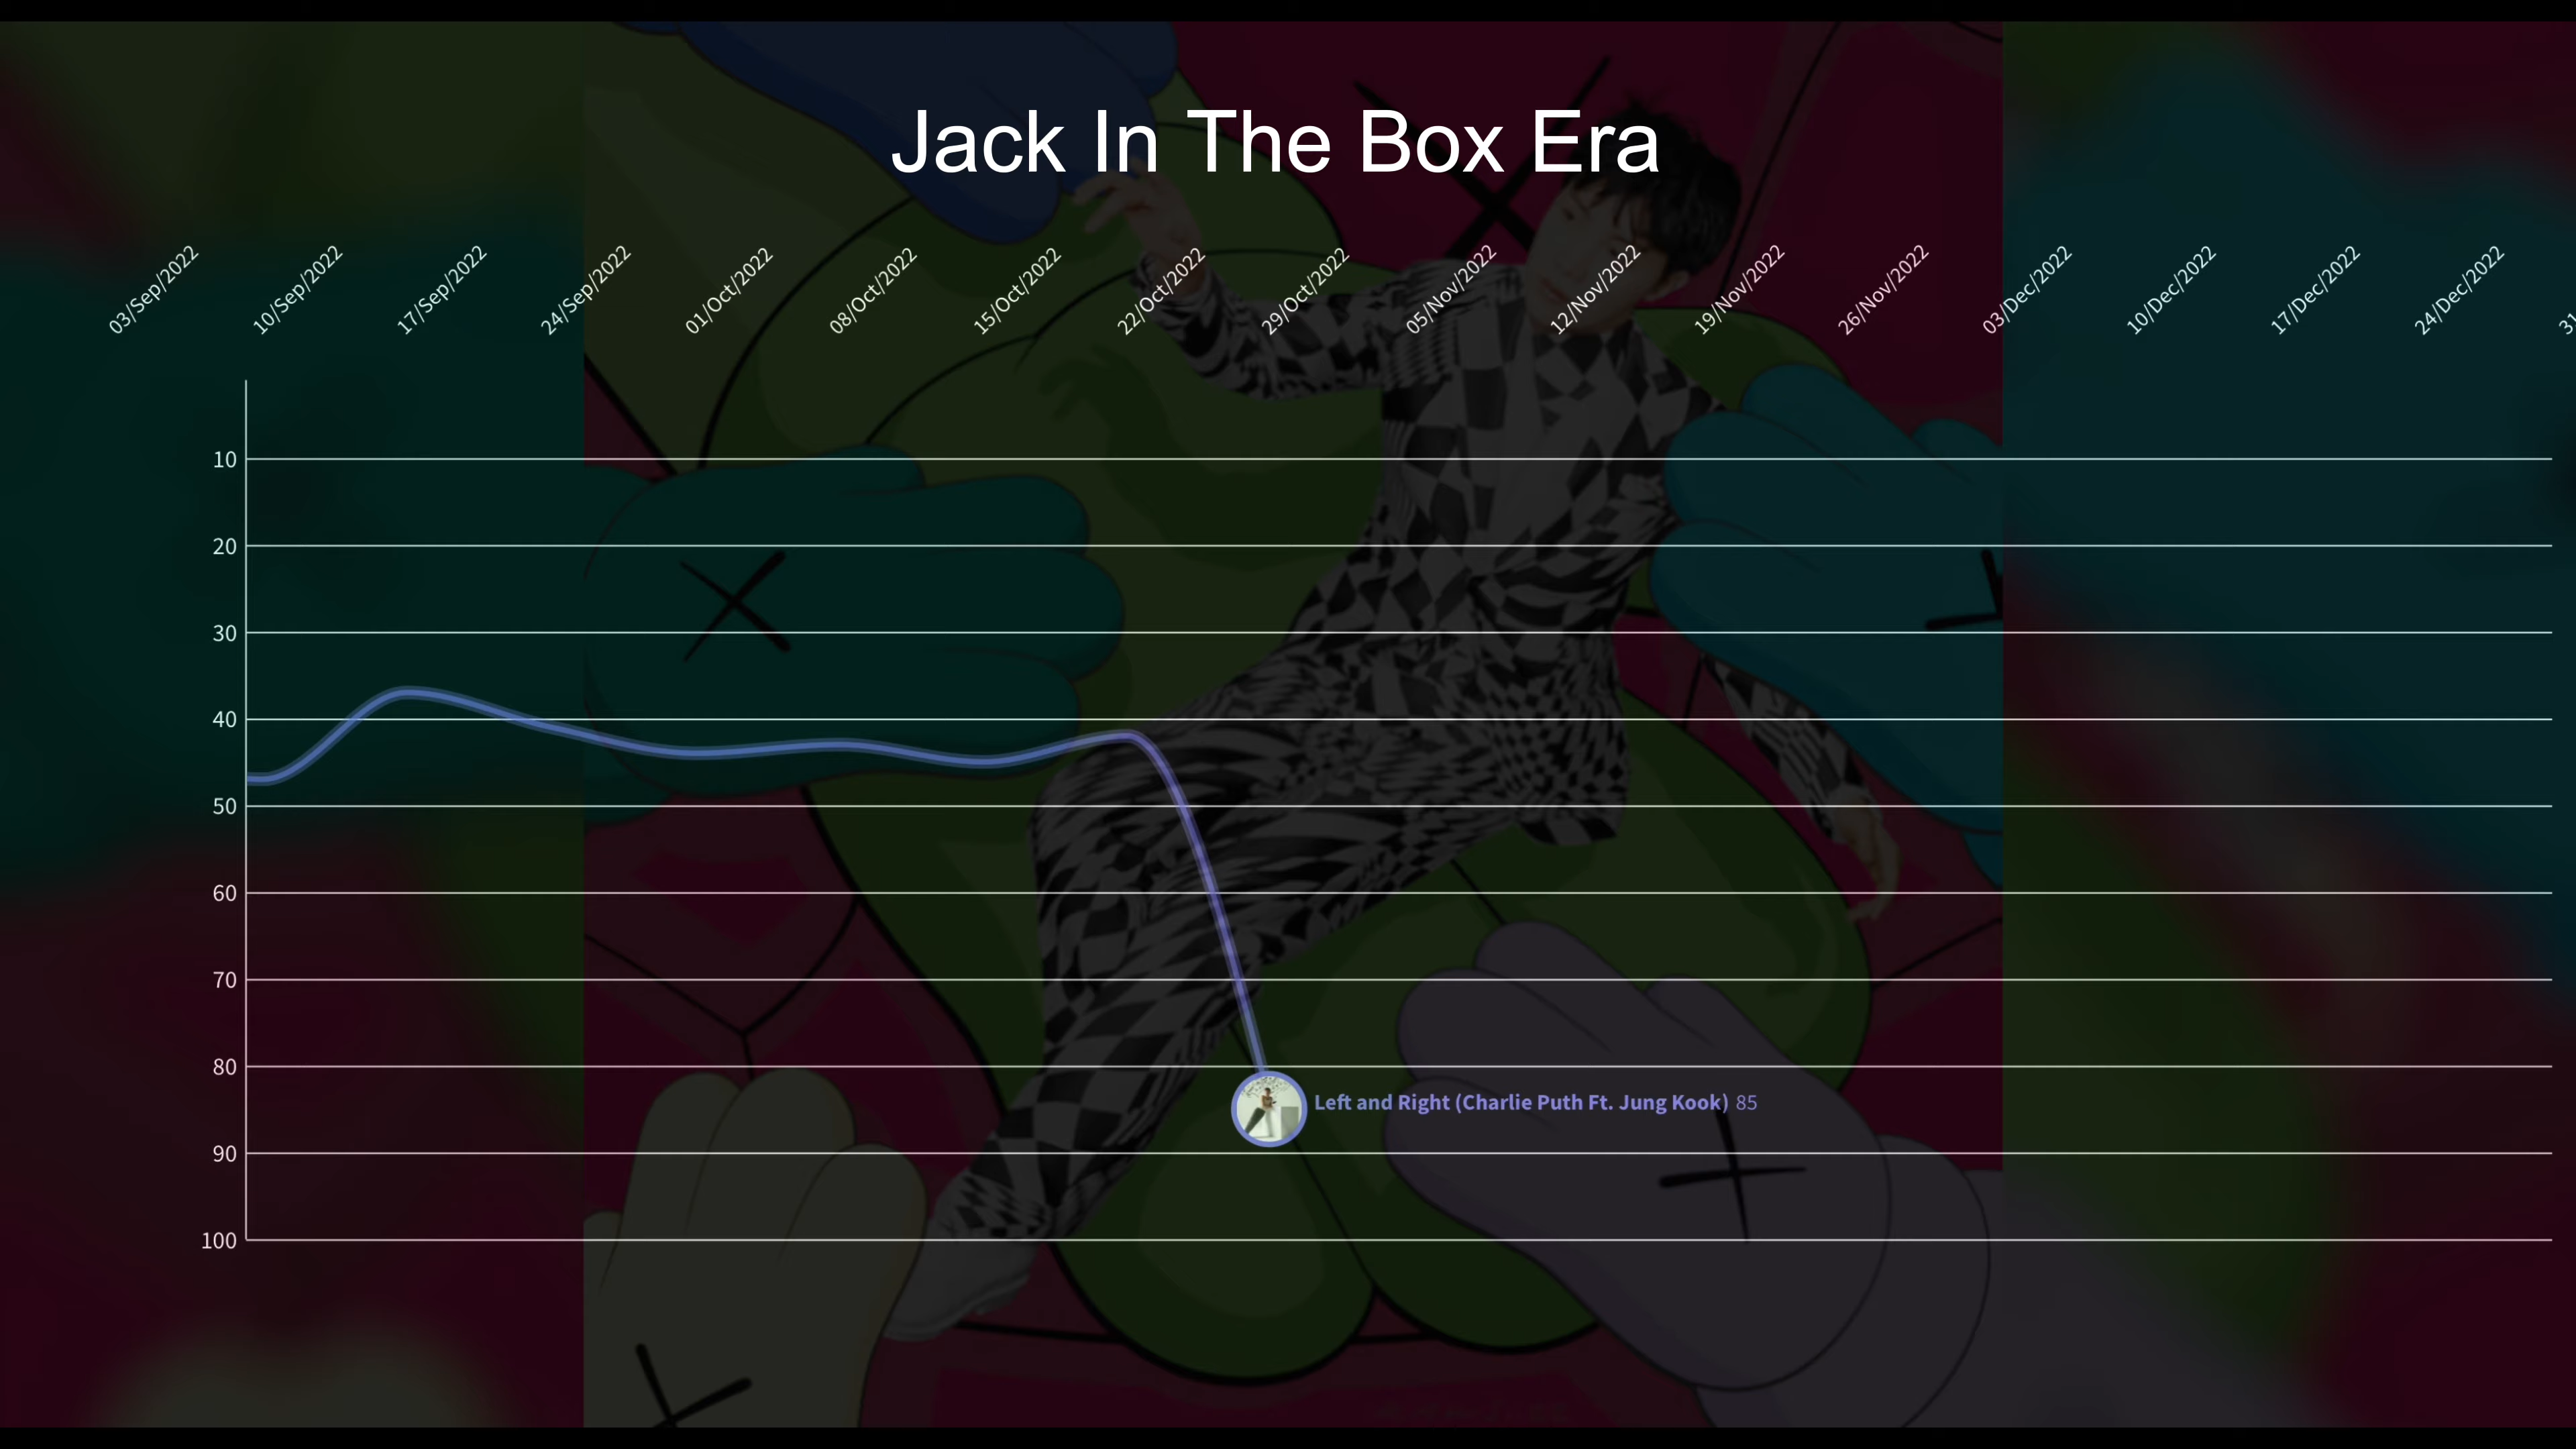 Jack In The Box Era
03/Sep/2022
10/Sep/2022
17/Sep/2022
24/Sep/2022
01/Oct/2022
08/Oct/2022
15/Oct/2022
22/Oct/2022
29/Oct/2022
05/Nov/2022
12/Nov/2022
19/Nov/2022
26/Nov/2022
03/Dec/2022
10/Dec/2022
17/Dec/2022
24/Dec/2022
31
10
20
30
40
50
60
70
80
Left and Right (Charlie Puth Ft. Jung Kook) 85
90
100